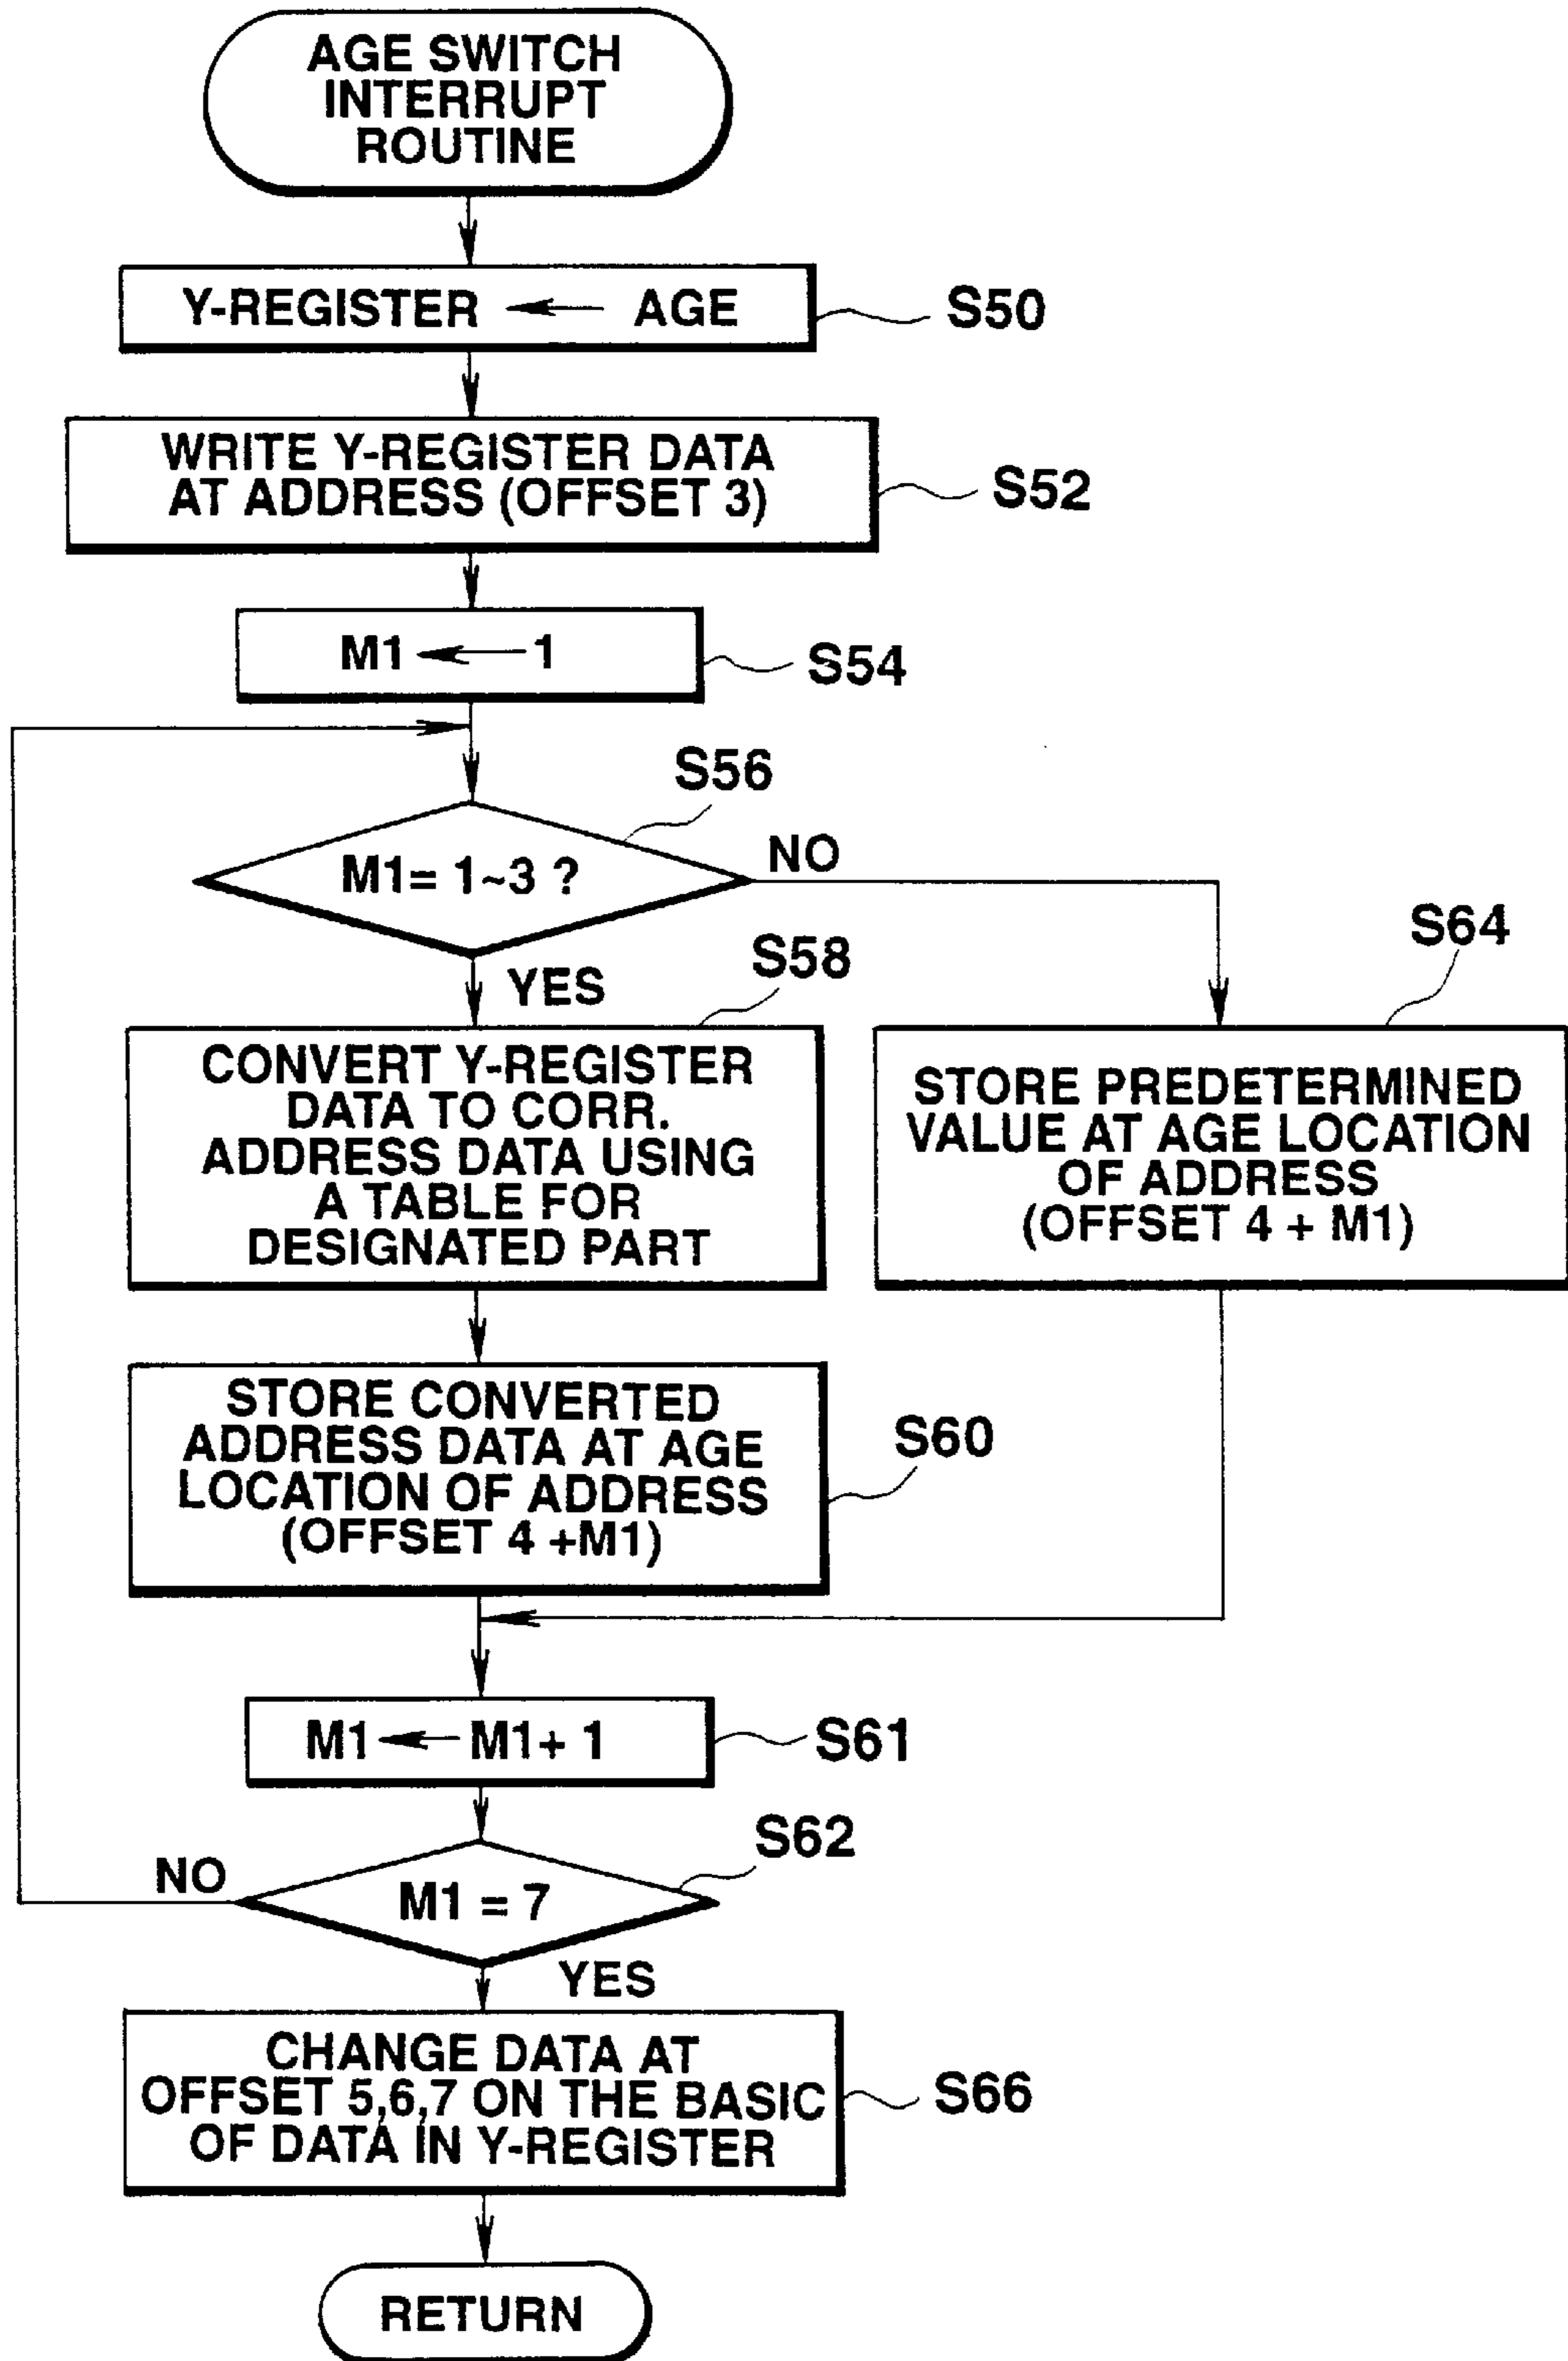 AGE SWITCH
INTERRUPT
ROUTINE
Y-REGISTER ← AGE
S50
WRITE Y-REGISTER DATA
AT ADDRESS (OFFSET 3)
S52
M1 ← 1
S54
S56
M1= 1~3 ?
NO
YES
S58
S64
CONVERT Y-REGISTER
DATA TO CORR.
ADDRESS DATA USING
A TABLE FOR
DESIGNATED PART
STORE PREDETERMINED
VALUE AT AGE LOCATION
OF ADDRESS
(OFFSET 4 + M1)
STORE CONVERTED
ADDRESS DATA AT AGE
LOCATION OF ADDRESS
(OFFSET 4 +M1)
S60
M1 ← M1+ 1
S61
S62
NO
M1 = 7
YES
CHANGE DATA AT
OFFSET 5,6,7 ON THE BASIC
OF DATA IN Y-REGISTER
S66
RETURN